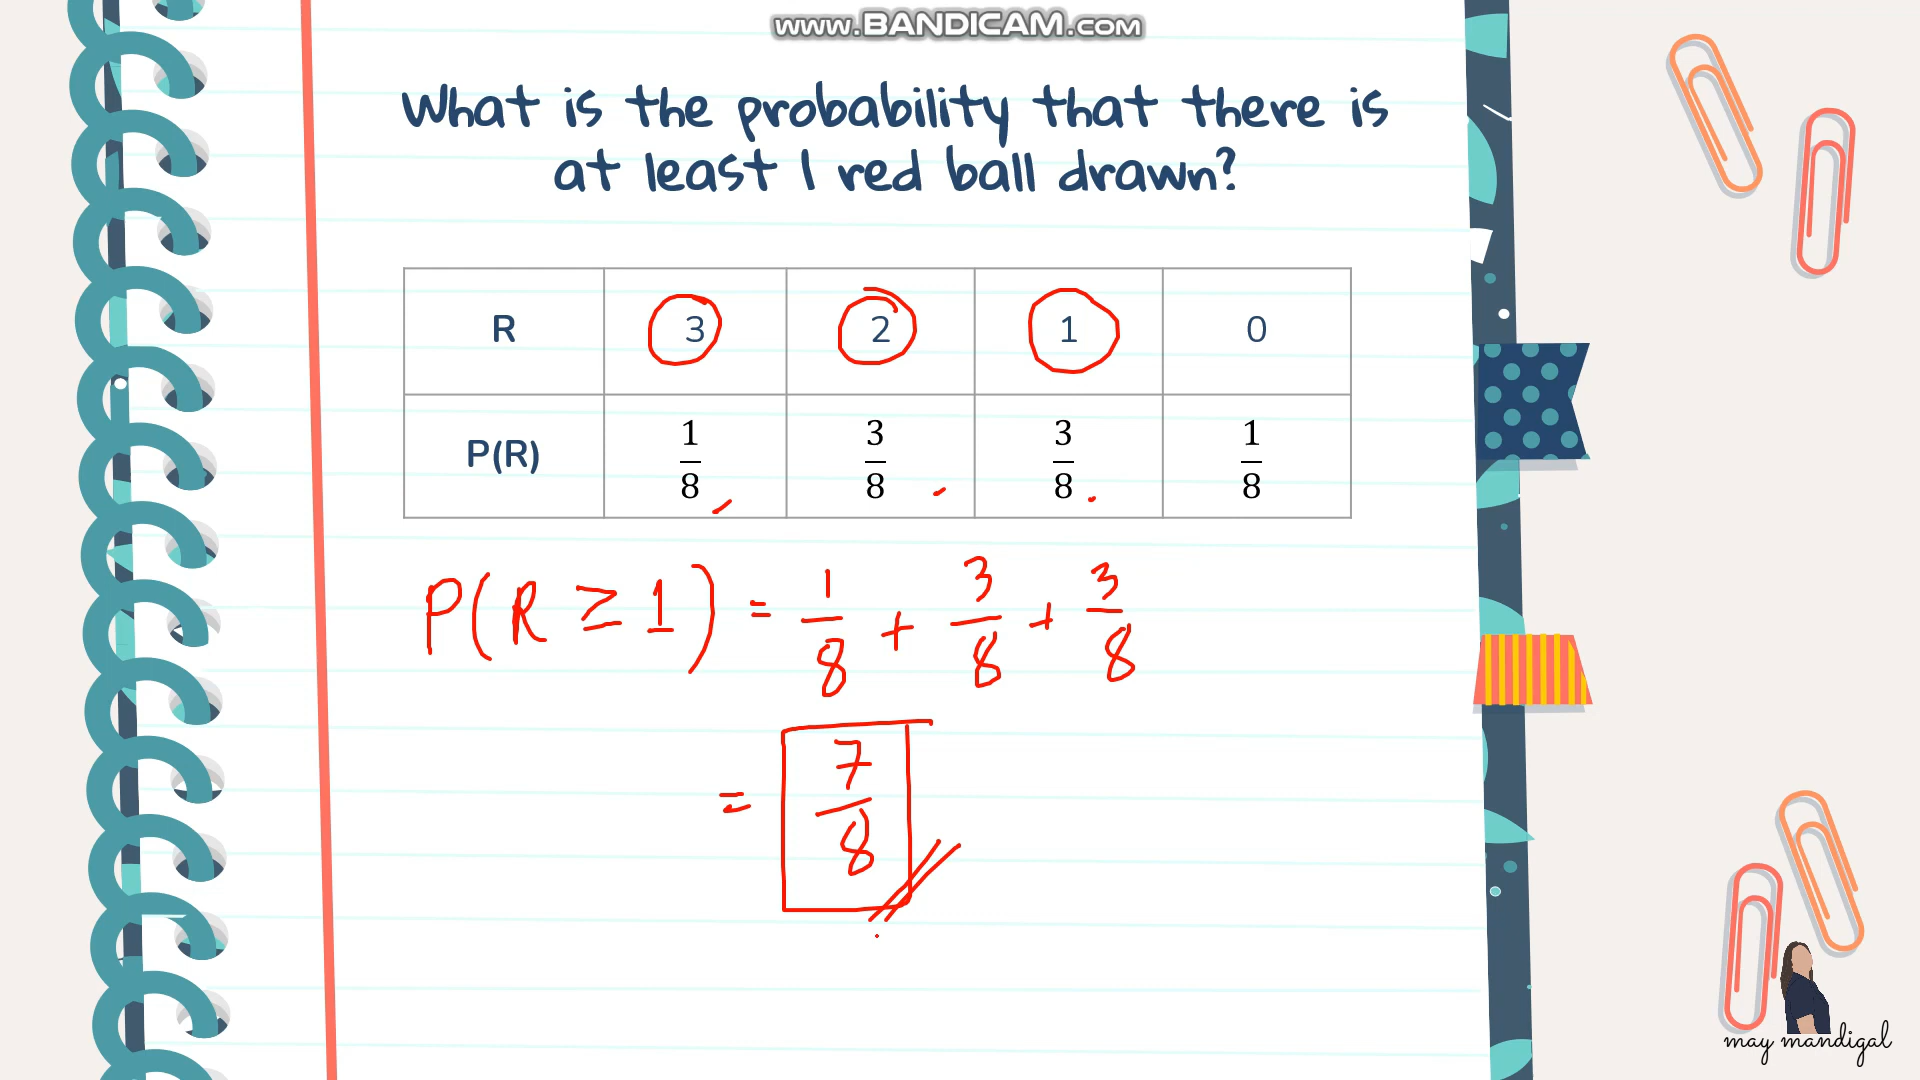 www.BANDICAM.com
What is the probability that there is
at least 1 red ball drawn?
R 3 2 1 0
P(R) 1/8 3/8 3/8 1/8
P(R ≥ 1) = 1/8 + 3/8 + 3/8
= 7/8
may mandigal